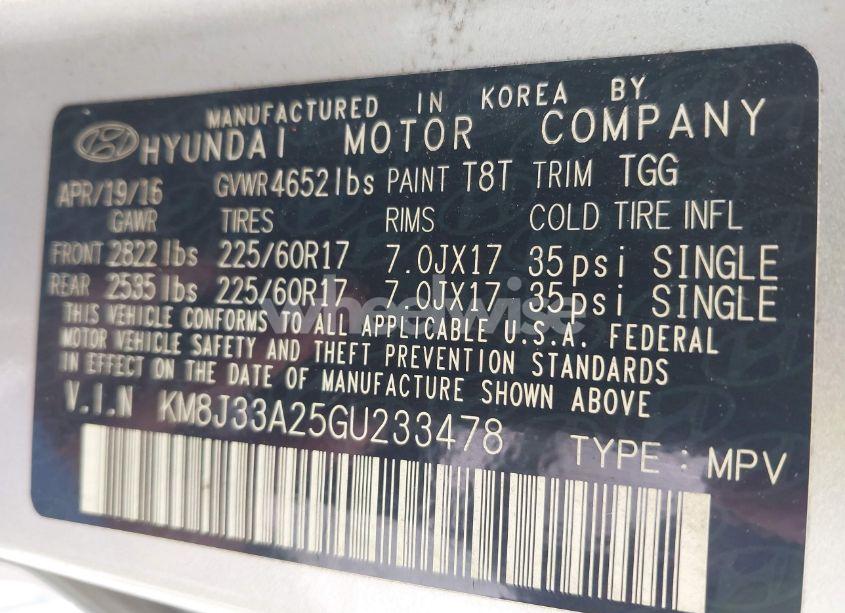 MANUFACTURED IN KOREA BY
HYUNDAI MOTOR COMPANY
APR/19/16 GVWR 4652lbs PAINT T8T TRIM TGG
GAWR TIRES RIMS COLD TIRE INFL
FRONT 2822 lbs 225/60R17 7.0JX17 35psi SINGLE
REAR 2535 lbs 225/60R17 7.0JX17 35psi SINGLE
wheelwise
THIS VEHICLE CONFORMS TO ALL APPLICABLE U.S.A. FEDERAL
MOTOR VEHICLE SAFETY AND THEFT PREVENTION STANDARDS
IN EFFECT ON THE DATE OF MANUFACTURE SHOWN ABOVE
V.I.N KM8J33A25GU233478 TYPE : MPV